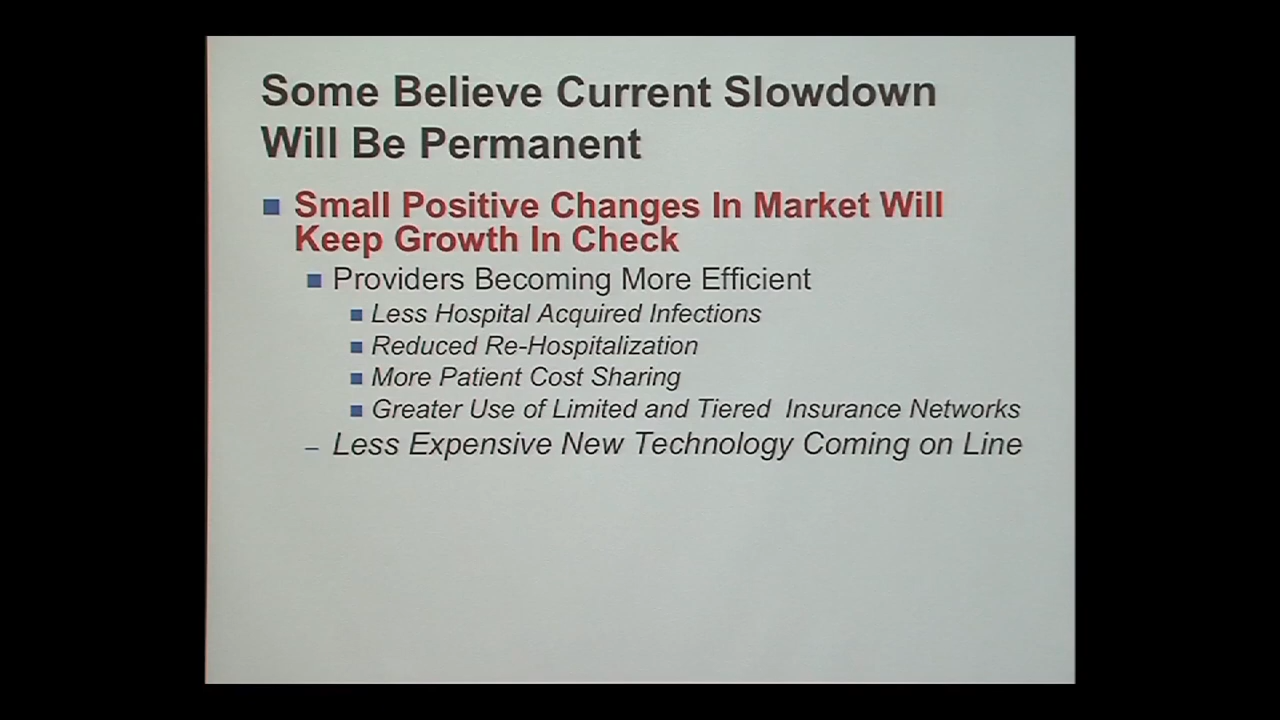 Some Believe Current Slowdown
Will Be Permanent
Small Positive Changes In Market Will
Keep Growth In Check
Providers Becoming More Efficient
Less Hospital Acquired Infections
Reduced Re-Hospitalization
More Patient Cost Sharing
Greater Use of Limited and Tiered Insurance Networks
– Less Expensive New Technology Coming on Line